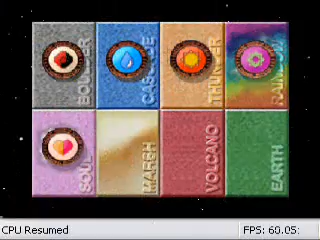 BOULDER
CASCADE
THUNDER
RAINBOW
SOUL
MARSH
VOLCANO
EARTH
CPU Resumed
FPS: 60.05: